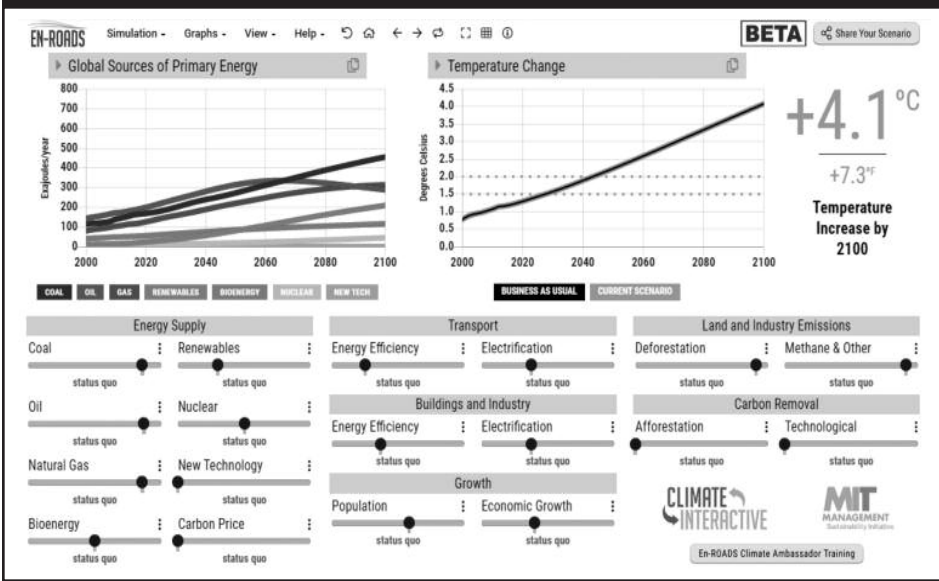 EN-ROADS
Simulation - Graphs - View - Help -
BETA
Share Your Scenario
Global Sources of Primary Energy
Exajoules/year
800
700
600
500
400
300
200
100
0
2000 2020 2040 2060 2080 2100
COAL OIL GAS RENEWABLES BIOENERGY NUCLEAR NEW TECH
Temperature Change
Degrees Celsius
4.5
4.0
3.5
3.0
2.5
2.0
1.5
1.0
0.5
0.0
2000 2020 2040 2060 2080 2100
BUSINESS AS USUAL CURRENT SCENARIO
+4.1 °C
+7.3 °F
Temperature
Increase by
2100
Energy Supply
Coal Renewables
status quo status quo
Oil Nuclear
status quo status quo
Natural Gas New Technology
status quo status quo
Bioenergy Carbon Price
status quo status quo
Transport
Energy Efficiency Electrification
status quo status quo
Buildings and Industry
Energy Efficiency Electrification
status quo status quo
Growth
Population Economic Growth
status quo status quo
Land and Industry Emissions
Deforestation Methane & Other
status quo status quo
Carbon Removal
Afforestation Technological
status quo status quo
CLIMATE
INTERACTIVE
MIT
MANAGEMENT
Sustainability Initiative
En-ROADS Climate Ambassador Training